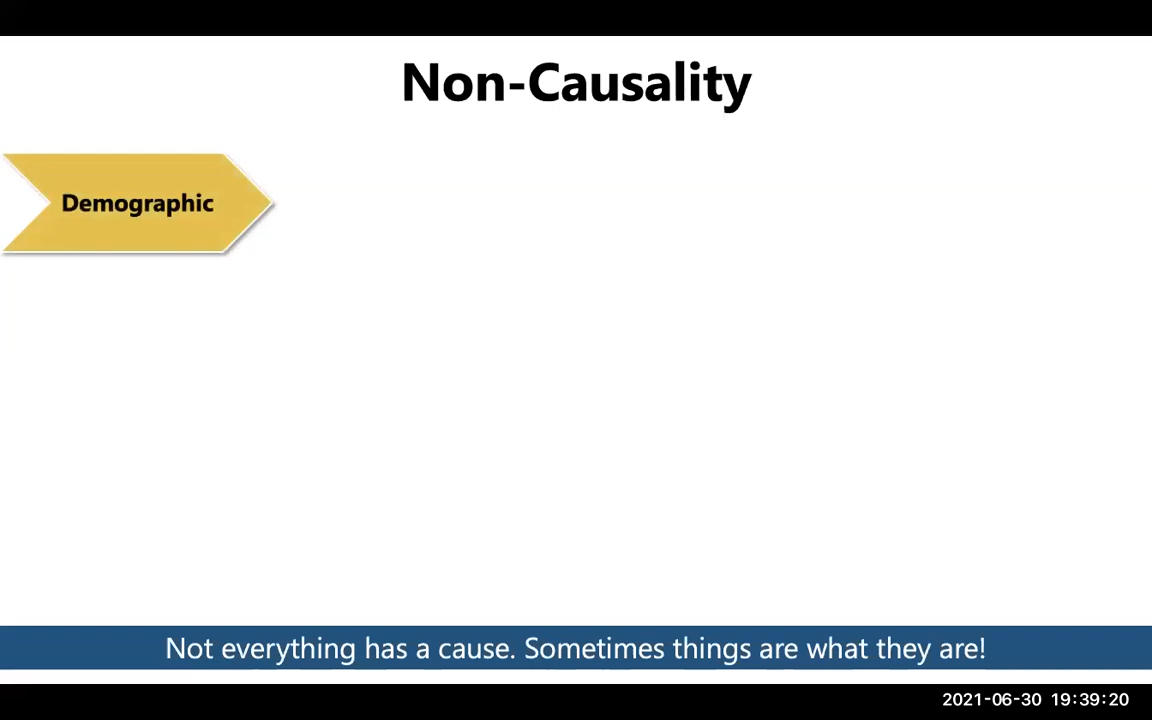 Non-Causality
Demographic
Not everything has a cause. Sometimes things are what they are!
2021-06-30 19:39:20